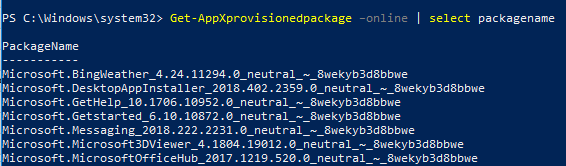 PS C:\Windows\system32> Get-AppXprovisionedpackage -online | select packagename
PackageName
-----------
Microsoft.BingWeather_4.24.11294.0_neutral_~_8wekyb3d8bbwe
Microsoft.DesktopAppInstaller_2018.402.2359.0_neutral_~_8wekyb3d8bbwe
Microsoft.GetHelp_10.1706.10952.0_neutral_~_8wekyb3d8bbwe
Microsoft.Getstarted_6.10.10872.0_neutral_~_8wekyb3d8bbwe
Microsoft.Messaging_2018.222.2231.0_neutral_~_8wekyb3d8bbwe
Microsoft.Microsoft3DViewer_4.1804.19012.0_neutral_~_8wekyb3d8bbwe
Microsoft.MicrosoftOfficeHub_2017.1219.520.0_neutral_~_8wekyb3d8bbwe